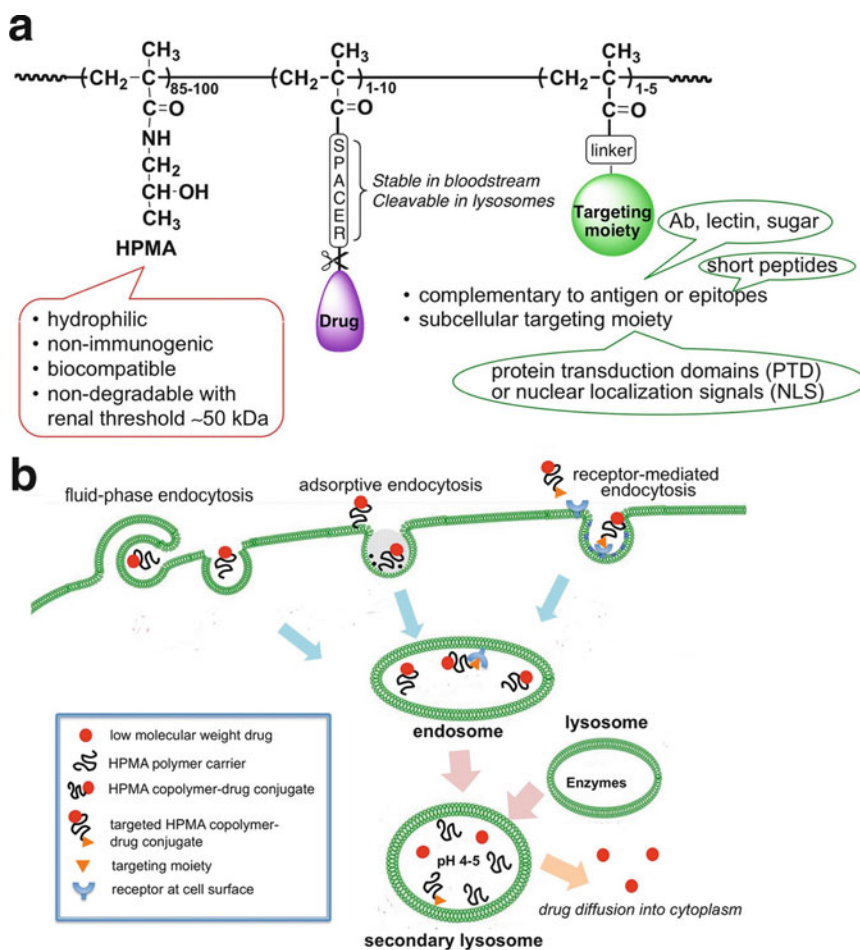 a
CH₃
CH₃
CH₃
(CH₂-C)85-100
(CH₂-C)1-10
(CH₂-C)1-5
C=O
C=O
C=O
NH
CH₂
CH-OH
CH₃
HPMA
SPACER
Stable in bloodstream
Cleavable in lysosomes
Drug
linker
Targeting
moiety
Ab, lectin, sugar
short peptides
• complementary to antigen or epitopes
• subcellular targeting moiety
protein transduction domains (PTD)
or nuclear localization signals (NLS)
• hydrophilic
• non-immunogenic
• biocompatible
• non-degradable with
renal threshold ~50 kDa
b
fluid-phase endocytosis
adsorptive endocytosis
receptor-mediated
endocytosis
endosome
lysosome
Enzymes
pH 4-5
secondary lysosome
drug diffusion into cytoplasm
low molecular weight drug
HPMA polymer carrier
HPMA copolymer-drug conjugate
targeted HPMA copolymer-
drug conjugate
targeting moiety
receptor at cell surface